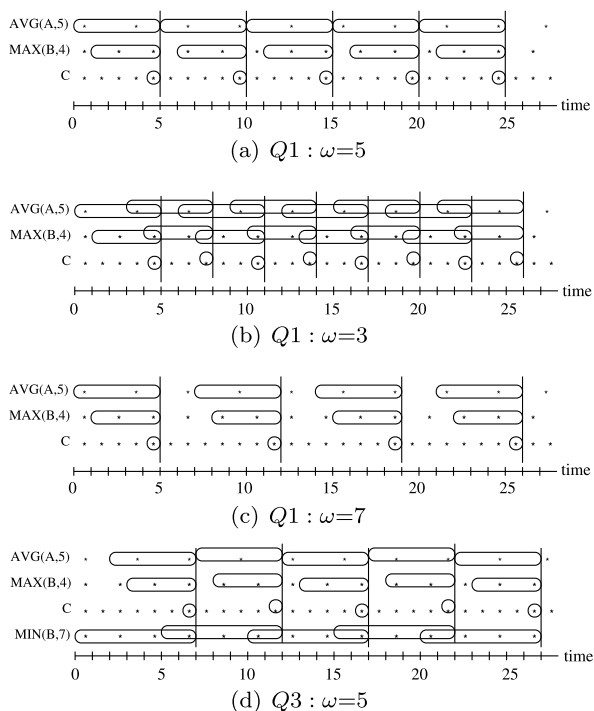 AVG(A,5)
MAX(B,4)
C
time
0 5 10 15 20 25
(a) Q1 : ω=5
AVG(A,5)
MAX(B,4)
C
time
0 5 10 15 20 25
(b) Q1 : ω=3
AVG(A,5)
MAX(B,4)
C
time
0 5 10 15 20 25
(c) Q1 : ω=7
AVG(A,5)
MAX(B,4)
C
MIN(B,7)
time
0 5 10 15 20 25
(d) Q3 : ω=5